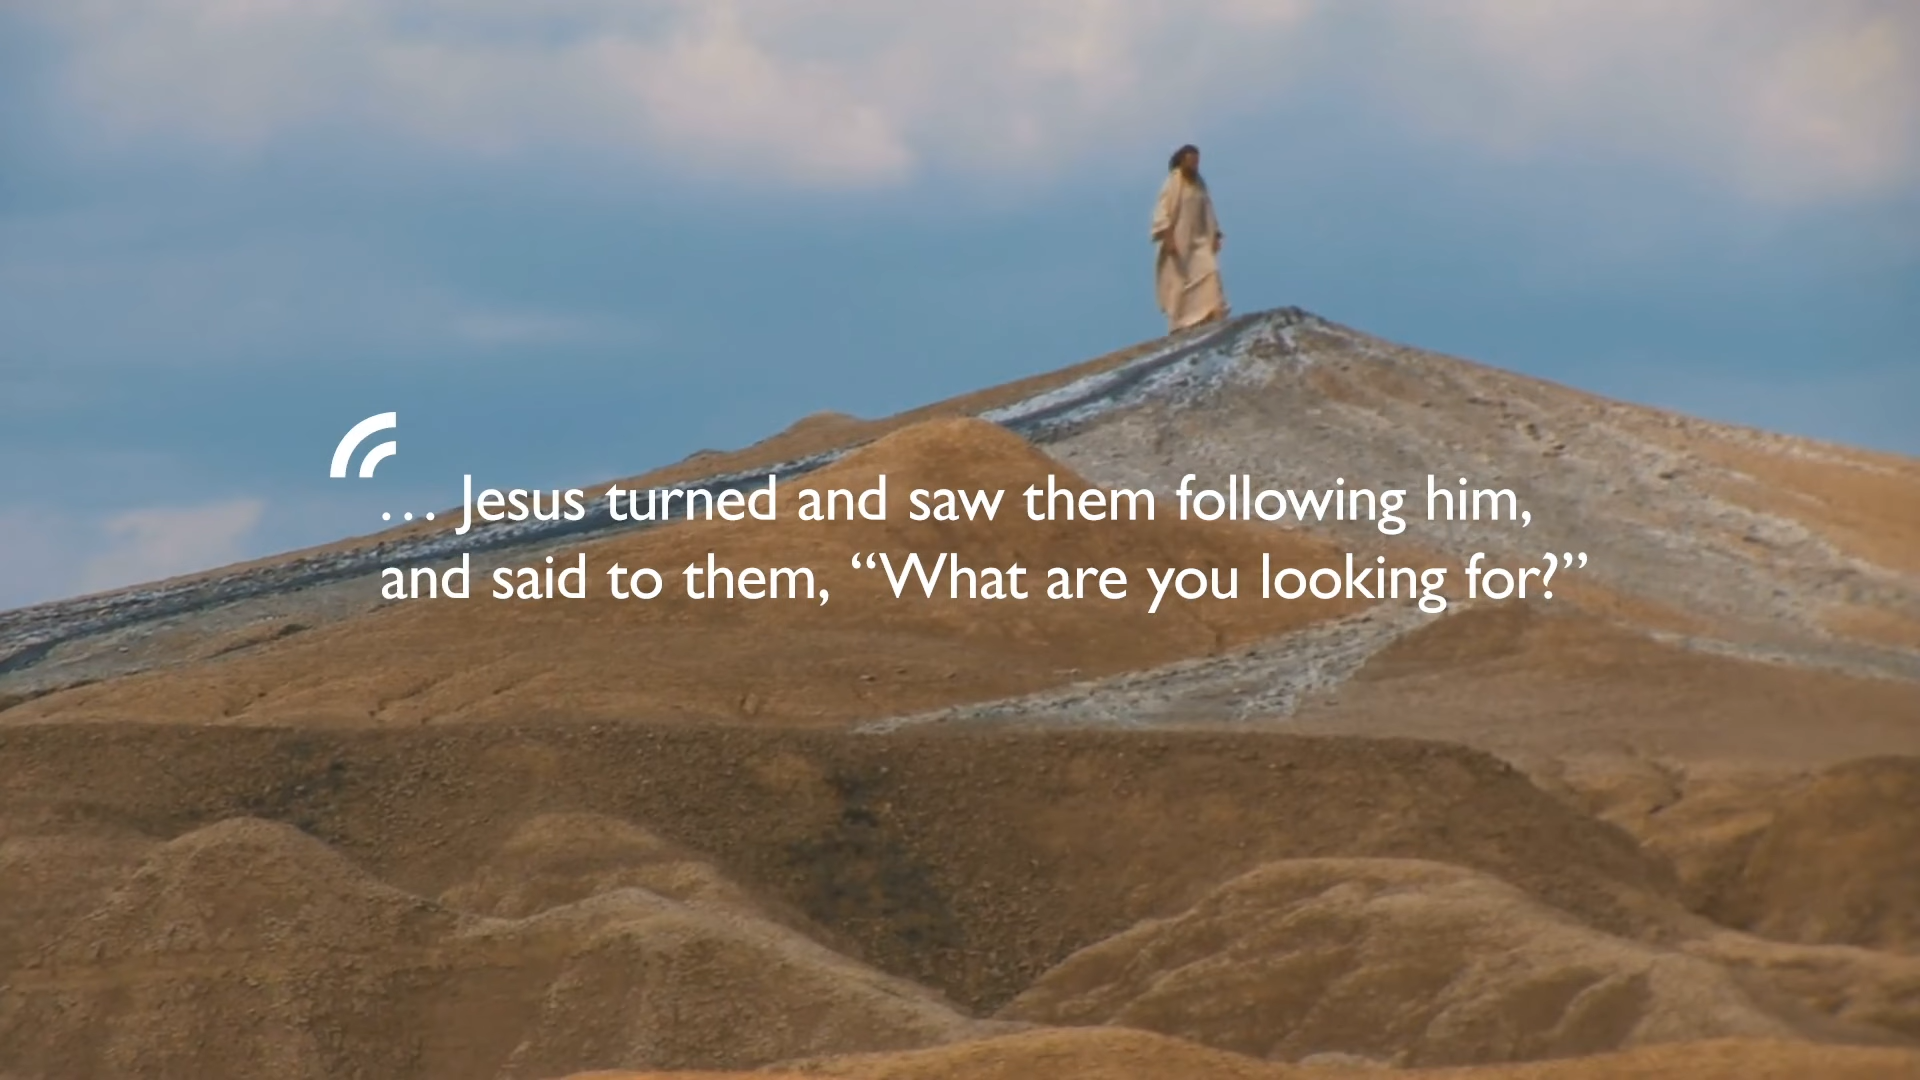 … Jesus turned and saw them following him,
and said to them, “What are you looking for?”